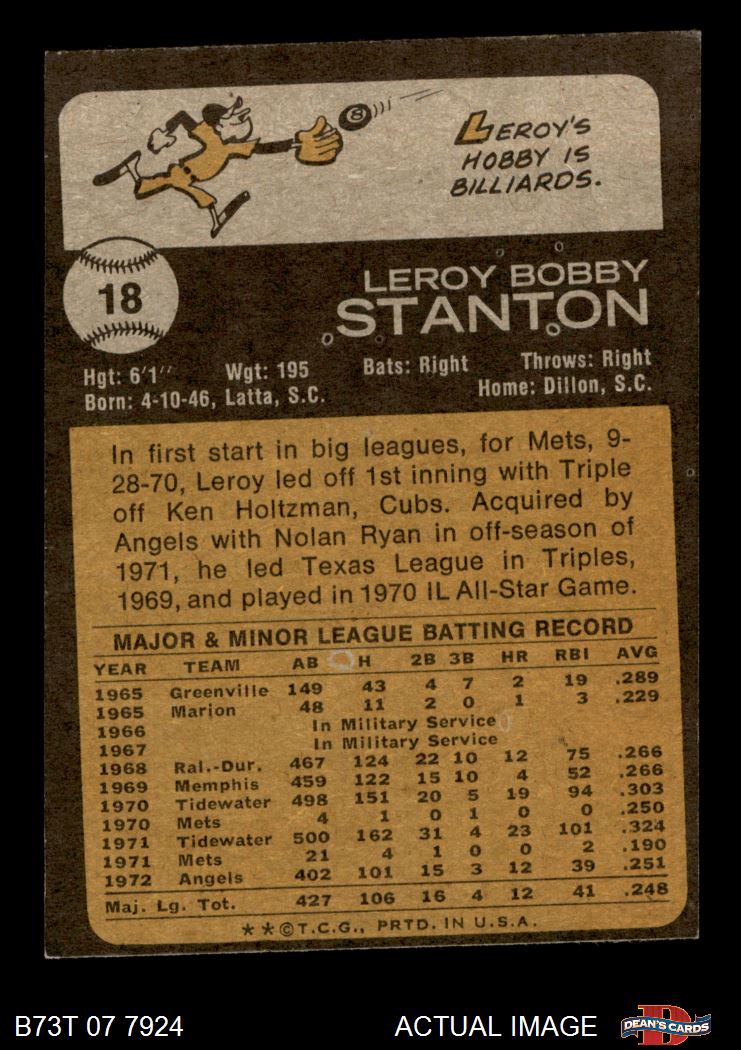 8
LEROY'S
HOBBY IS
BILLIARDS.
18
LEROY BOBBY
STANTON
Hgt: 6'1" Wgt: 195 Bats: Right Throws: Right
Born: 4-10-46, Latta, S.C. Home: Dillon, S.C.
In first start in big leagues, for Mets, 9-
28-70, Leroy led off 1st inning with Triple
off Ken Holtzman, Cubs. Acquired by
Angels with Nolan Ryan in off-season of
1971, he led Texas League in Triples,
1969, and played in 1970 IL All-Star Game.
MAJOR & MINOR LEAGUE BATTING RECORD
YEAR TEAM AB H 2B 3B HR RBI AVG
1965 Greenville 149 43 4 7 2 19 .289
1965 Marion 48 11 2 0 1 3 .229
1966 In Military Service
1967 In Military Service
1968 Ral.-Dur. 467 124 22 10 12 75 .266
1969 Memphis 459 122 15 10 4 52 .266
1970 Tidewater 498 151 20 5 19 94 .303
1970 Mets 4 1 0 1 0 0 .250
1971 Tidewater 500 162 31 4 23 101 .324
1971 Mets 21 4 1 0 0 2 .190
1972 Angels 402 101 15 3 12 39 .251
Maj. Lg. Tot. 427 106 16 4 12 41 .248
**©T.C.G., PRTD. IN U.S.A.
B73T 07 7924 ACTUAL IMAGE D DEAN'S CARDS